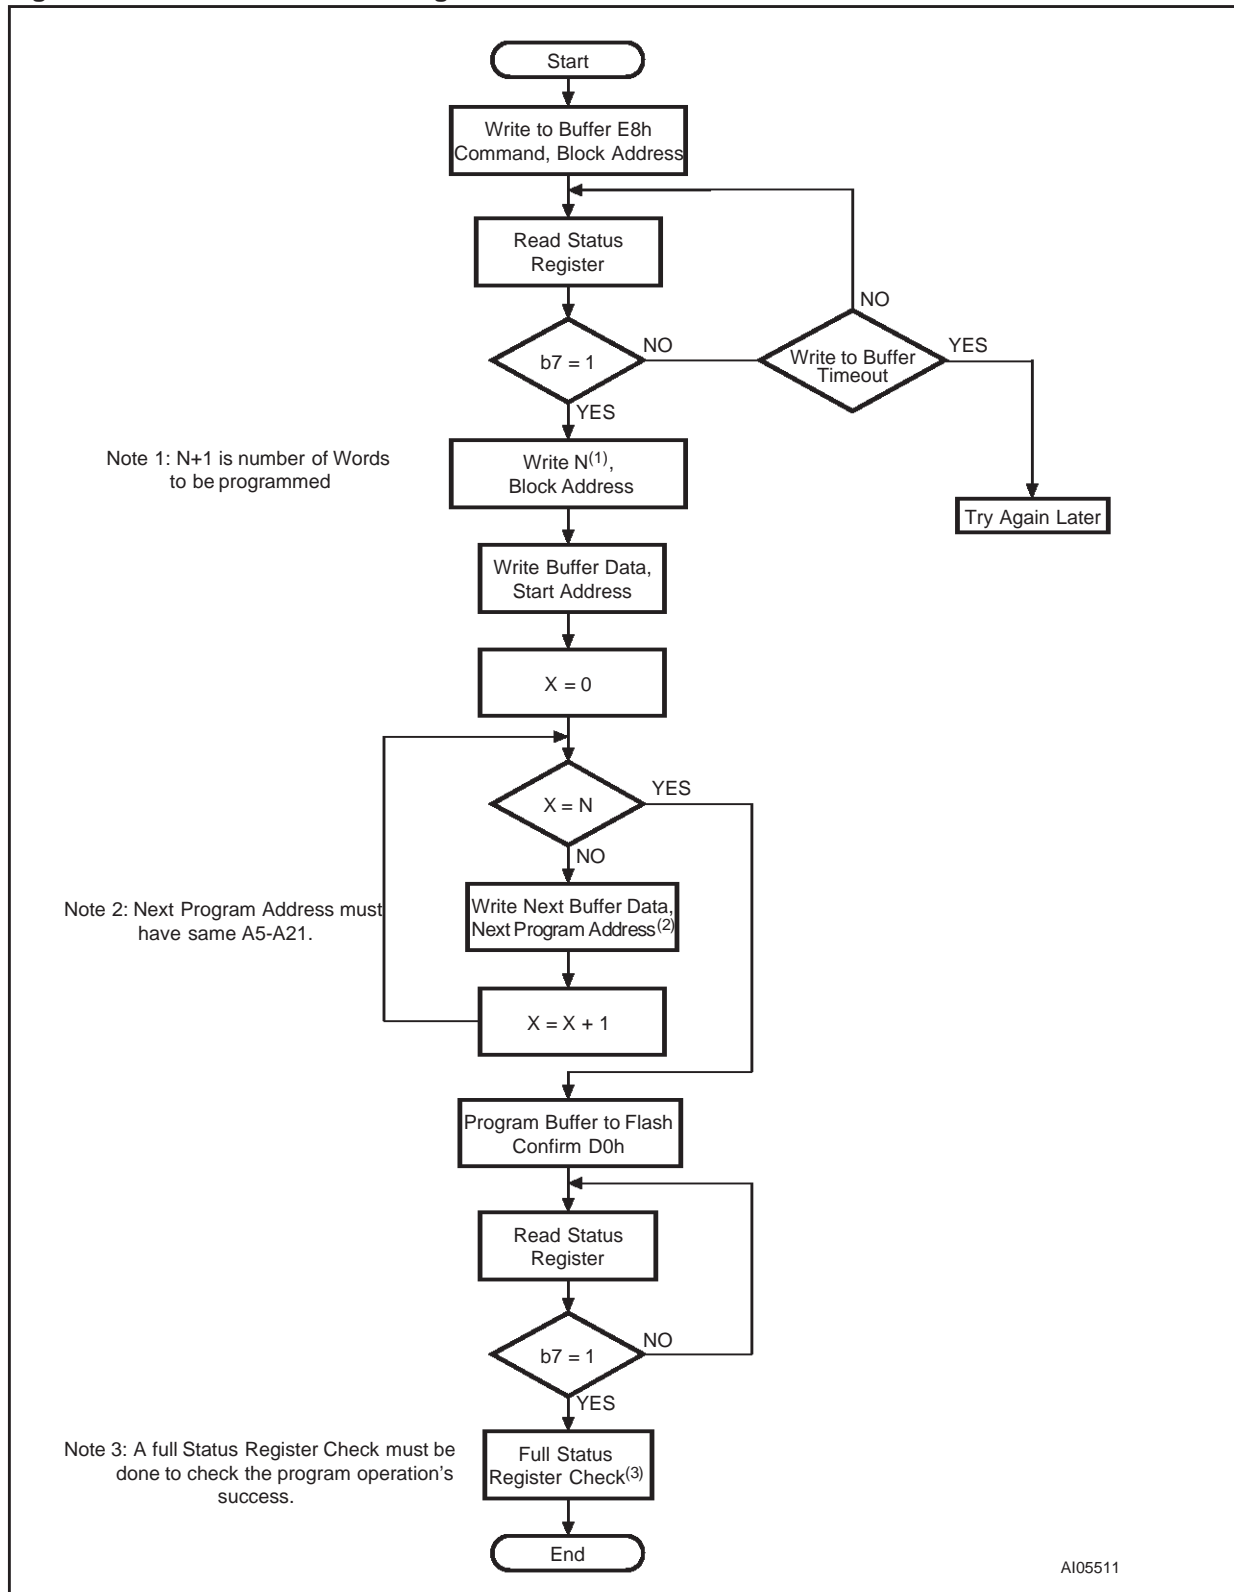 Start
Write to Buffer E8h
Command, Block Address
Read Status
Register
NO
b7 = 1
NO
Write to Buffer
Timeout
YES
YES
Note 1: N+1 is number of Words
to be programmed
Write N(1),
Block Address
Try Again Later
Write Buffer Data,
Start Address
X = 0
X = N
YES
NO
Note 2: Next Program Address must
have same A5-A21.
Write Next Buffer Data,
Next Program Address(2)
X = X + 1
Program Buffer to Flash
Confirm D0h
Read Status
Register
b7 = 1
NO
YES
Note 3: A full Status Register Check must be
done to check the program operation's
success.
Full Status
Register Check(3)
End
AI05511